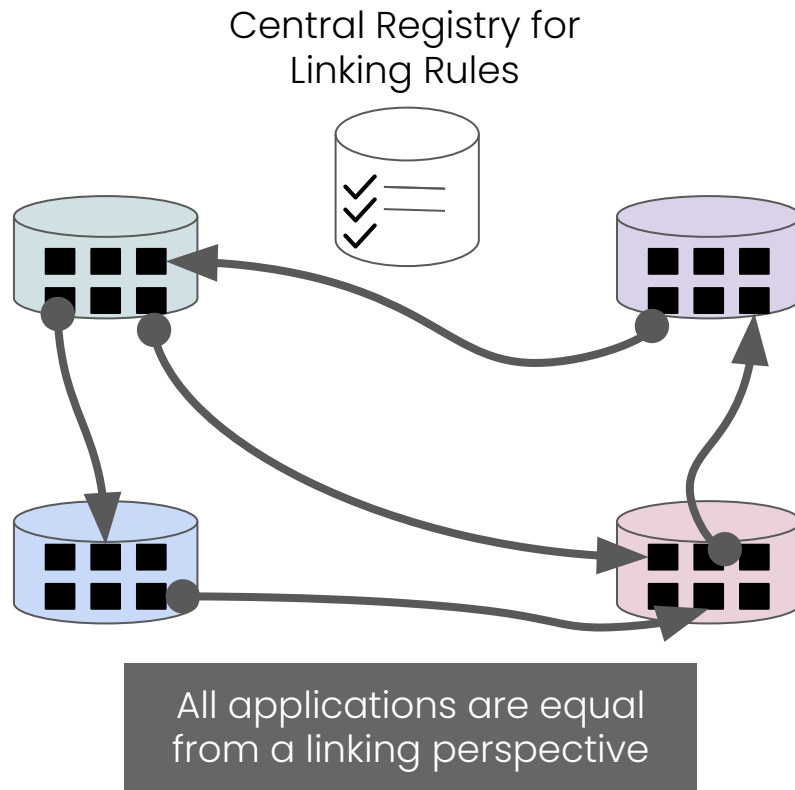 Central Registry for
Linking Rules
All applications are equal
from a linking perspective